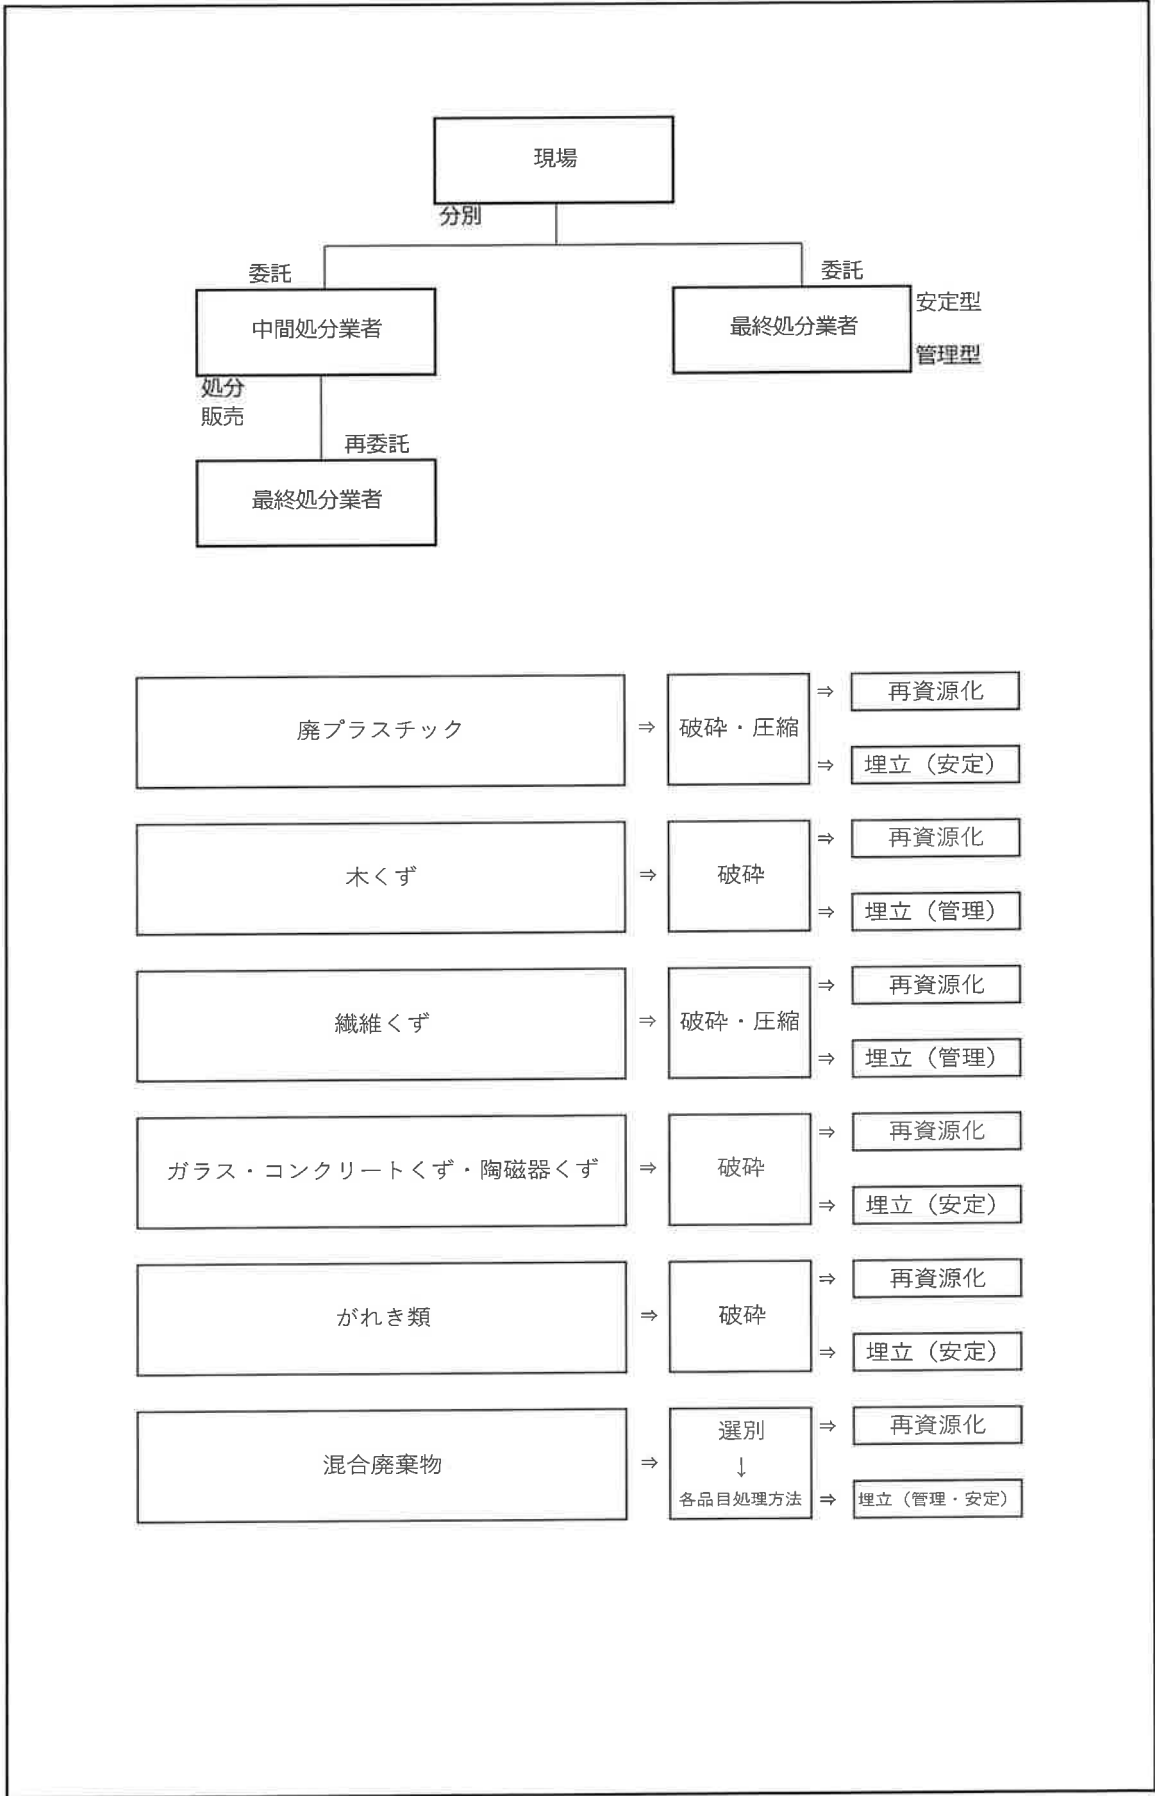 現場
分別
委託
委託
中間処分業者
最終処分業者
安定型
管理型
処分
販売
再委託
最終処分業者
廃プラスチック
⇒
破砕・圧縮
⇒
再資源化
⇒
埋立（安定）
木くず
⇒
破砕
⇒
再資源化
⇒
埋立（管理）
繊維くず
⇒
破砕・圧縮
⇒
再資源化
⇒
埋立（管理）
ガラス・コンクリートくず・陶磁器くず
⇒
破砕
⇒
再資源化
⇒
埋立（安定）
がれき類
⇒
破砕
⇒
再資源化
⇒
埋立（安定）
混合廃棄物
⇒
選別
↓
各品目処理方法
⇒
再資源化
⇒
埋立（管理・安定）